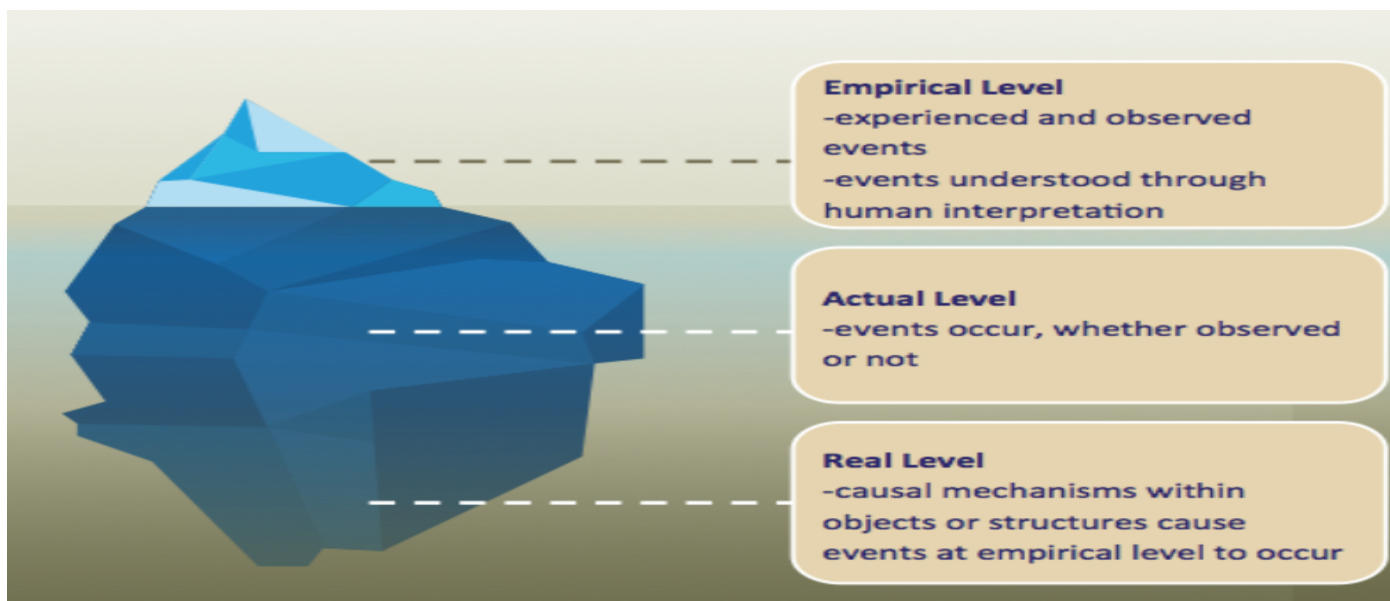 Empirical Level
-experienced and observed
events
-events understood through
human interpretation
Actual Level
-events occur, whether observed
or not
Real Level
-causal mechanisms within
objects or structures cause
events at empirical level to occur